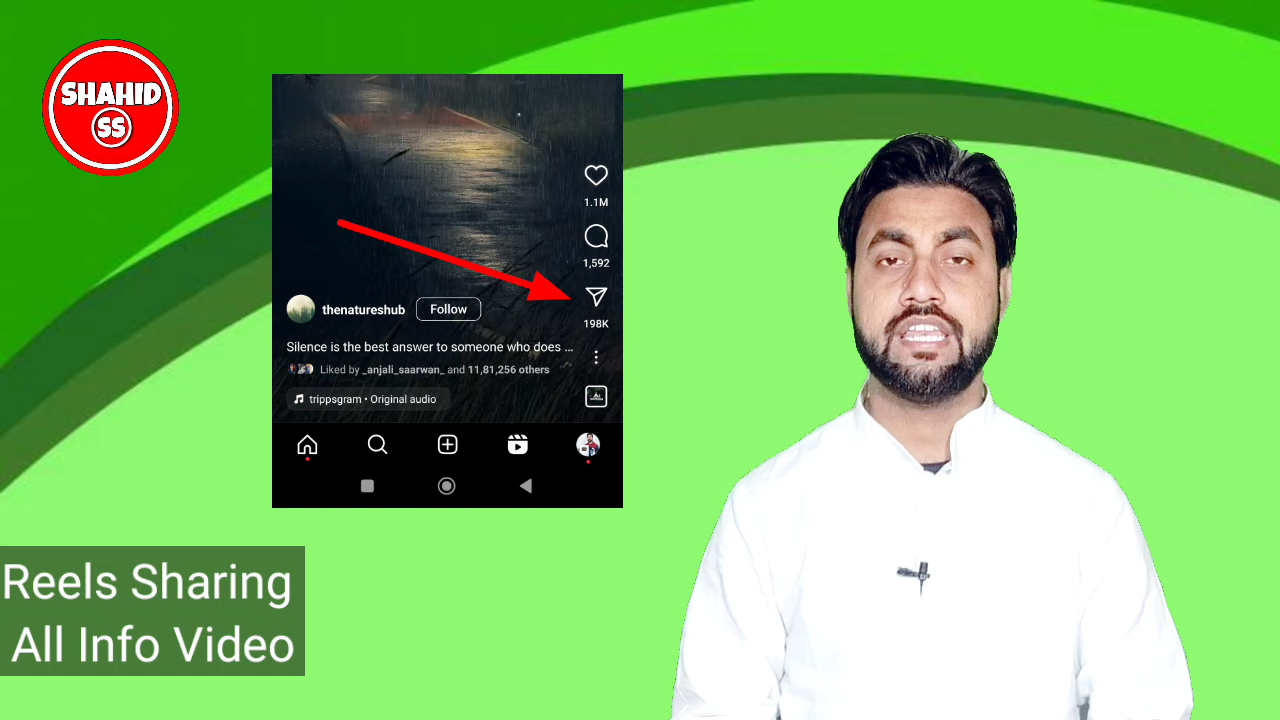 SHAHID
SS
1.1M
1,592
198K
thenatureshub
Follow
Silence is the best answer to someone who does ...
Liked by _anjali_saarwan_ and 11,81,256 others
trippsgram • Original audio
Reels Sharing
All Info Video